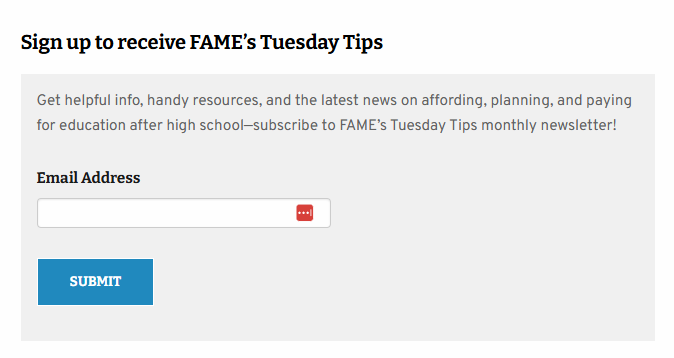 Sign up to receive FAME’s Tuesday Tips
Get helpful info, handy resources, and the latest news on affording, planning, and paying
for education after high school—subscribe to FAME’s Tuesday Tips monthly newsletter!
Email Address
SUBMIT